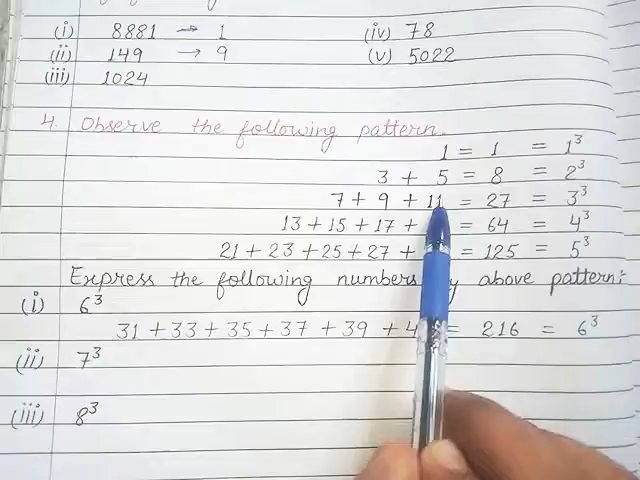 (i) 8881 → 1 (iv) 78
(ii) 149 → 9 (v) 5022
(iii) 1024
4. Observe the following pattern.
1 = 1 = 1³
3 + 5 = 8 = 2³
7 + 9 + 11 = 27 = 3³
13 + 15 + 17 + = 64 = 4³
21 + 23 + 25 + 27 + = 125 = 5³
Express the following numbers above pattern:
(i) 6³
31 + 33 + 35 + 37 + 39 + = 216 = 6³
(ii) 7³
(iii) 8³